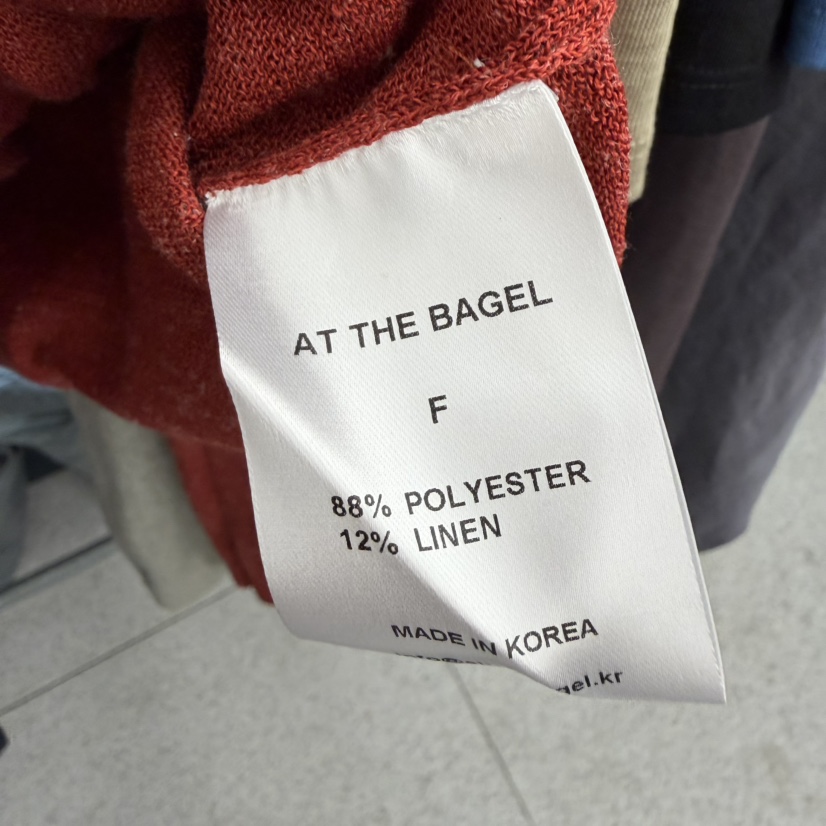 AT THE BAGEL
F
88% POLYESTER
12% LINEN
MADE IN KOREA